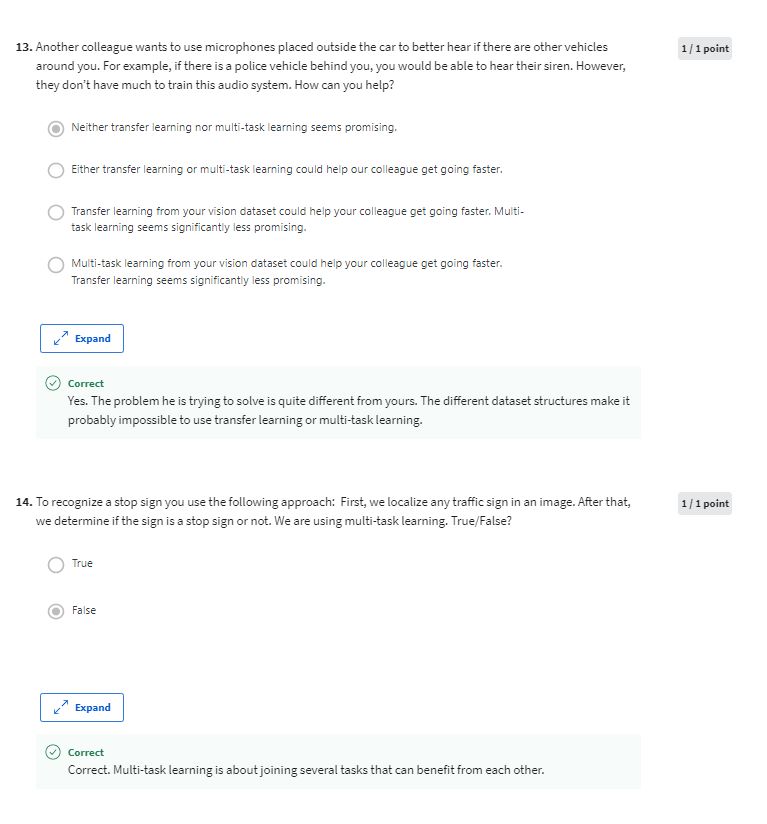 13. Another colleague wants to use microphones placed outside the car to better hear if there are other vehicles
1 / 1 point
around you. For example, if there is a police vehicle behind you, you would be able to hear their siren. However,
they don't have much to train this audio system. How can you help?
Neither transfer learning nor multi-task learning seems promising.
Either transfer learning or multi-task learning could help our colleague get going faster.
Transfer learning from your vision dataset could help your colleague get going faster. Multi-
task learning seems significantly less promising.
Multi-task learning from your vision dataset could help your colleague get going faster.
Transfer learning seems significantly less promising.
Expand
Correct
Yes. The problem he is trying to solve is quite different from yours. The different dataset structures make it
probably impossible to use transfer learning or multi-task learning.
14. To recognize a stop sign you use the following approach: First, we localize any traffic sign in an image. After that,
1 / 1 point
we determine if the sign is a stop sign or not. We are using multi-task learning. True/False?
True
False
Expand
Correct
Correct. Multi-task learning is about joining several tasks that can benefit from each other.